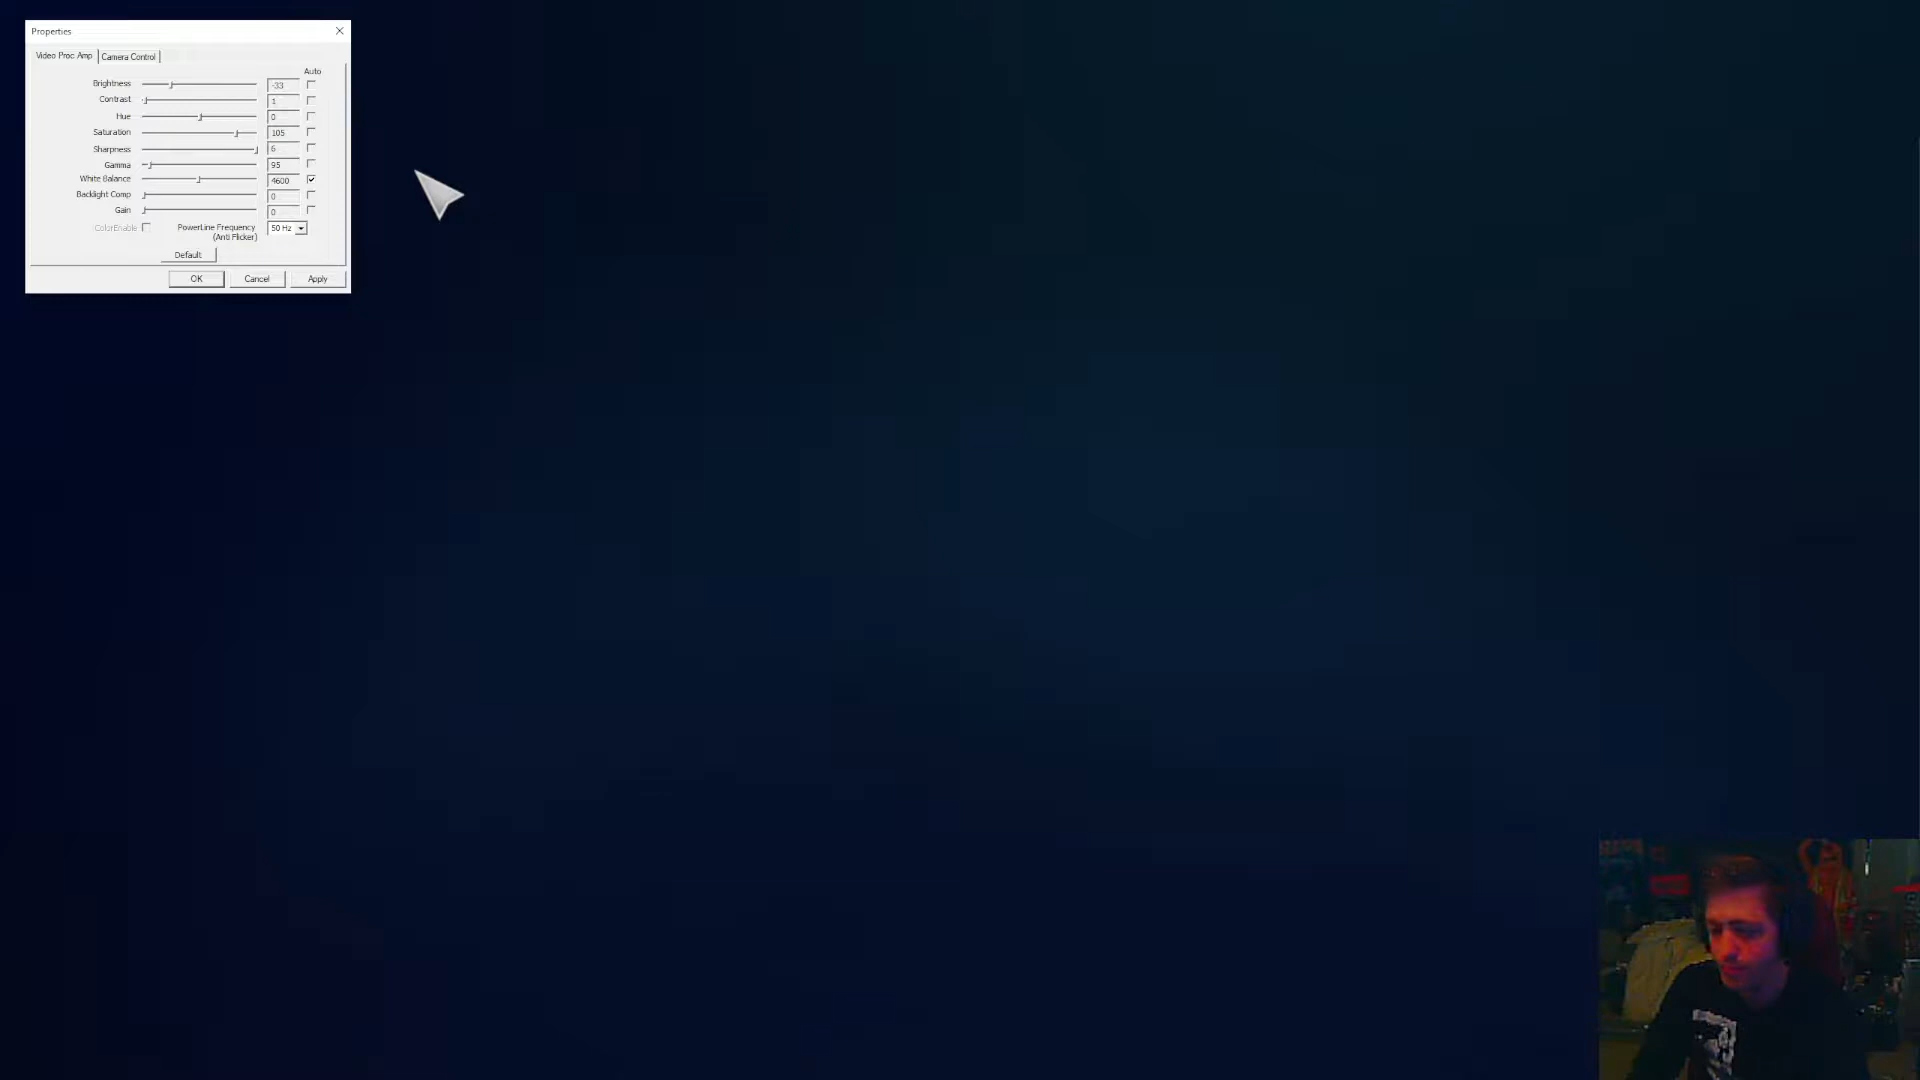 Properties
Video Proc Amp
Camera Control
Auto
Brightness -33
Contrast 1
Hue 0
Saturation 105
Sharpness 6
Gamma 95
White Balance 4600
Backlight Comp 0
Gain 0
ColorEnable
PowerLine Frequency 50 Hz
(Anti Flicker)
Default
OK Cancel Apply